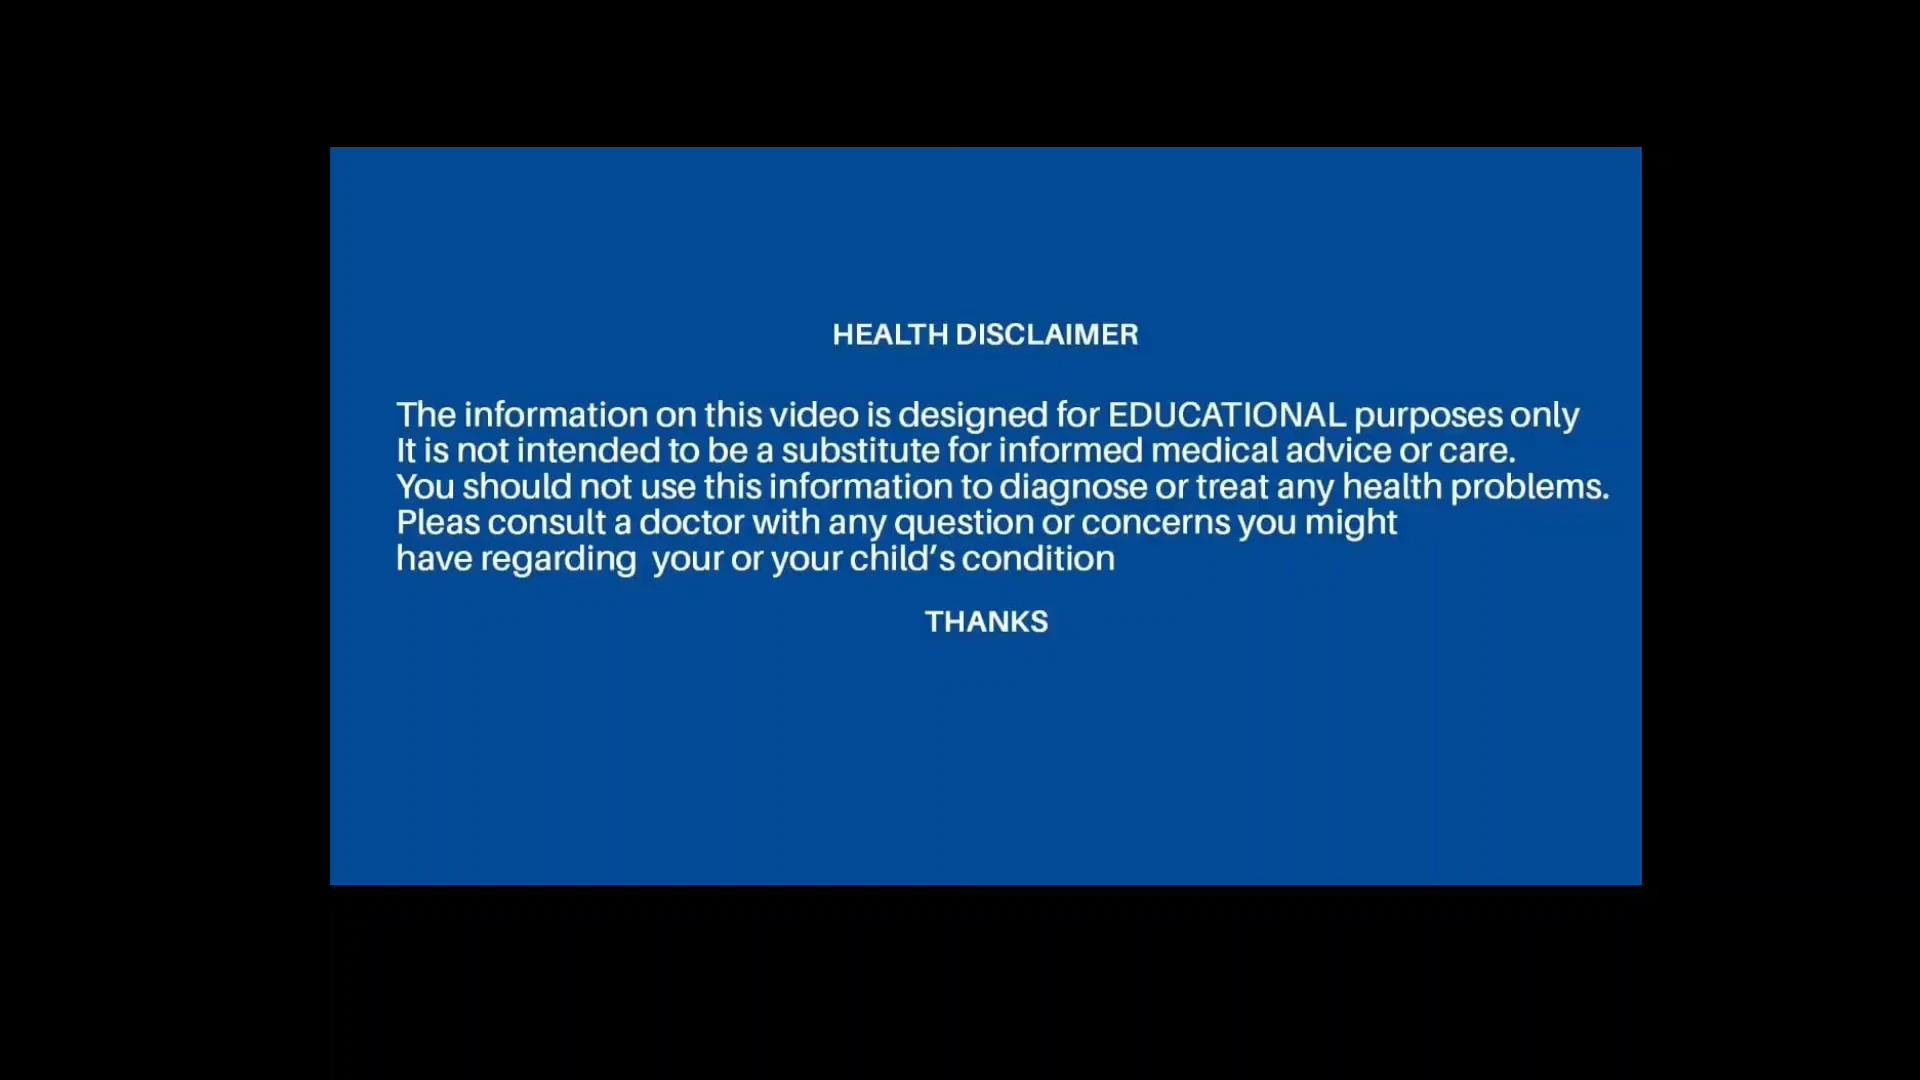 HEALTH DISCLAIMER
The information on this video is designed for EDUCATIONAL purposes only
It is not intended to be a substitute for informed medical advice or care.
You should not use this information to diagnose or treat any health problems.
Pleas consult a doctor with any question or concerns you might
have regarding  your or your child’s condition
THANKS